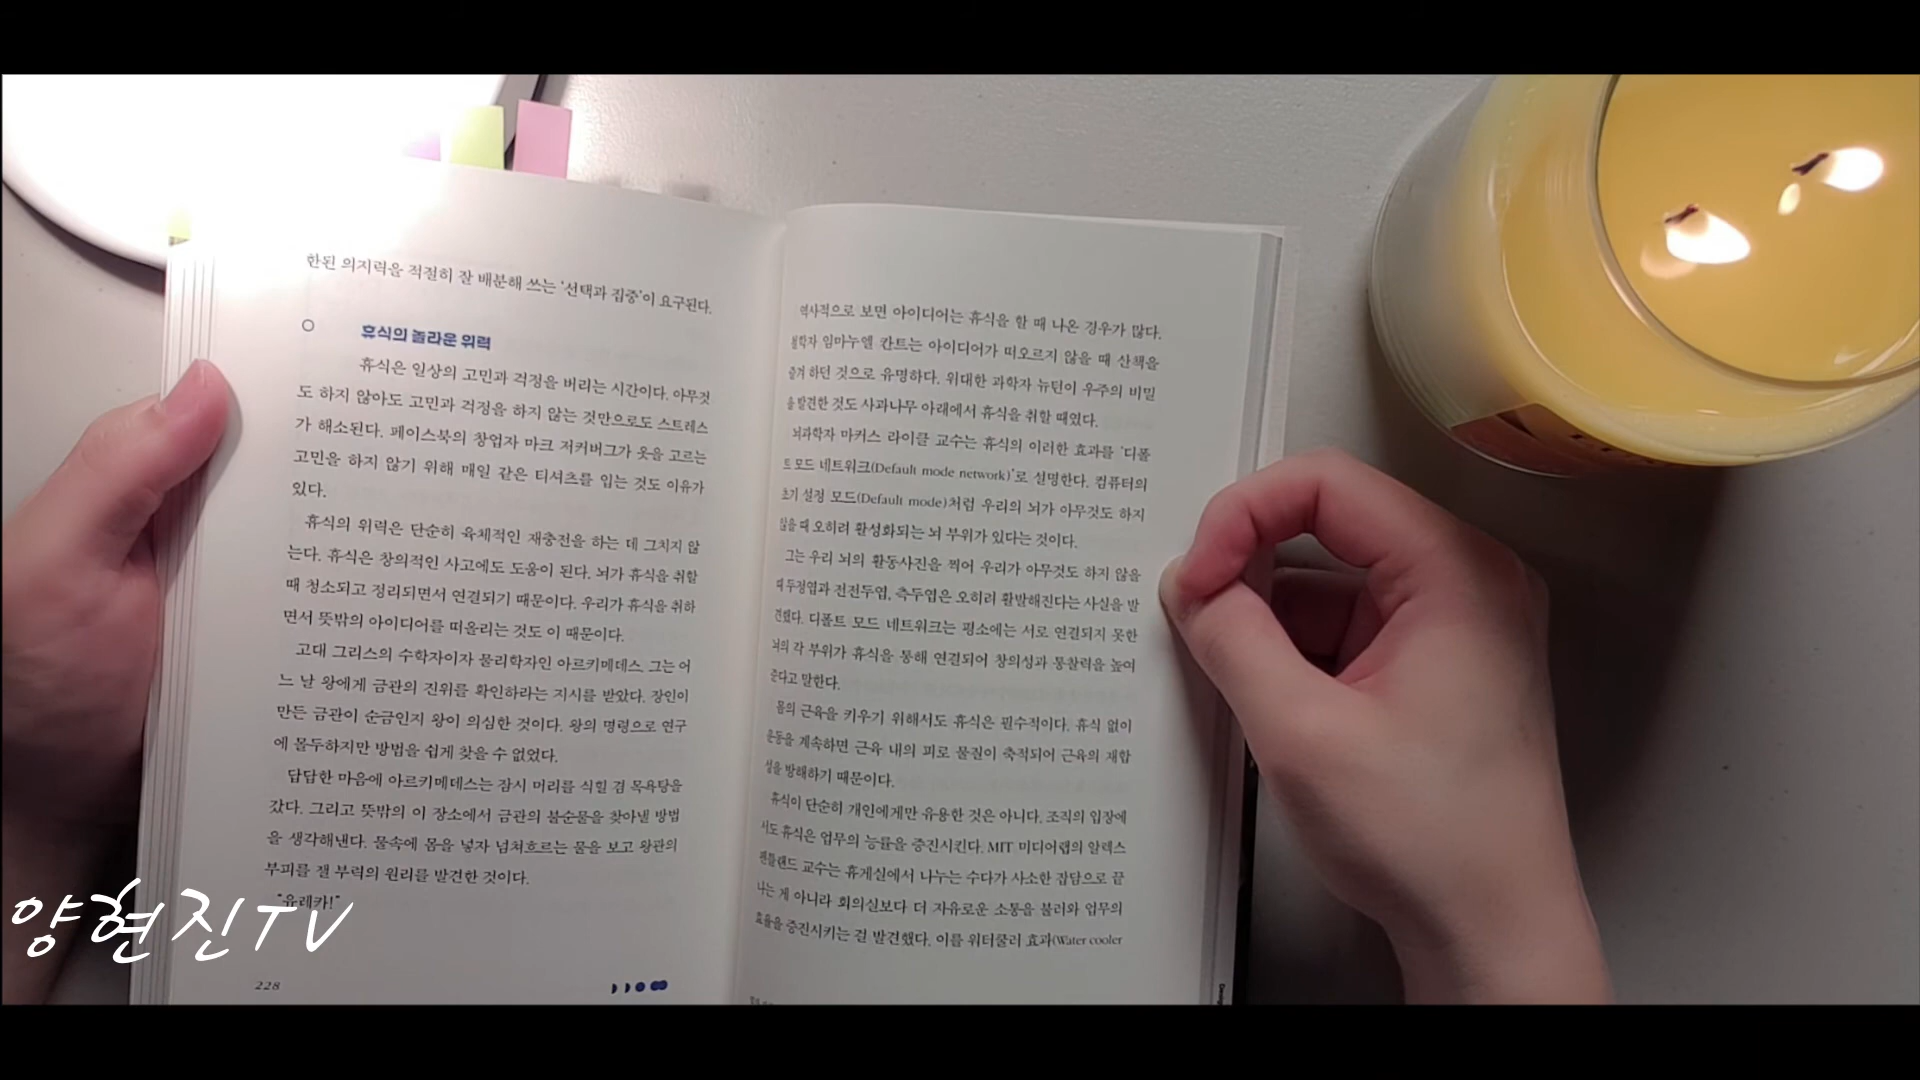 한된 의지력을 적절히 잘 배분해 쓰는 '선택과 집중'이 요구된다.
휴식의 놀라운 위력
휴식은 일상의 고민과 걱정을 버리는 시간이다. 아무것
도 하지 않아도 고민과 걱정을 하지 않는 것만으로도 스트레스
가 해소된다. 페이스북의 창업자 마크 저커버그가 옷을 고르는
고민을 하지 않기 위해 매일 같은 티셔츠를 입는 것도 이유가
있다.
휴식의 위력은 단순히 육체적인 재충전을 하는 데 그치지 않
는다. 휴식은 창의적인 사고에도 도움이 된다. 뇌가 휴식을 취할
때 청소되고 정리되면서 연결되기 때문이다. 우리가 휴식을 취하
면서 뜻밖의 아이디어를 떠올리는 것도 이 때문이다.
고대 그리스의 수학자이자 물리학자인 아르키메데스. 그는 어
느 날 왕에게 금관의 진위를 확인하라는 지시를 받았다. 장인이
만든 금관이 순금인지 왕이 의심한 것이다. 왕의 명령으로 연구
에 몰두하지만 방법을 쉽게 찾을 수 없었다.
답답한 마음에 아르키메데스는 잠시 머리를 식힐 겸 목욕탕을
갔다. 그리고 뜻밖의 이 장소에서 금관의 불순물을 찾아낼 방법
을 생각해낸다. 물속에 몸을 넣자 넘쳐흐르는 물을 보고 왕관의
부피를 잴 부력의 원리를 발견한 것이다.
"유레카!"
228
역사적으로 보면 아이디어는 휴식을 할 때 나온 경우가 많다.
철학자 임마누엘 칸트는 아이디어가 떠오르지 않을 때 산책을
즐겨 하던 것으로 유명하다. 위대한 과학자 뉴턴이 우주의 비밀
을 발견한 것도 사과나무 아래에서 휴식을 취할 때였다.
뇌과학자 마커스 라이클 교수는 휴식의 이러한 효과를 '디폴
트 모드 네트워크(Default mode network)'로 설명한다. 컴퓨터의
초기 설정 모드(Default mode)처럼 우리의 뇌가 아무것도 하지
않을 때 오히려 활성화되는 뇌 부위가 있다는 것이다.
그는 우리 뇌의 활동사진을 찍어 우리가 아무것도 하지 않을
때 두정엽과 전전두엽, 측두엽은 오히려 활발해진다는 사실을 발
견했다. 디폴트 모드 네트워크는 평소에는 서로 연결되지 못한
뇌의 각 부위가 휴식을 통해 연결되어 창의성과 통찰력을 높여
준다고 말한다.
몸의 근육을 키우기 위해서도 휴식은 필수적이다. 휴식 없이
운동을 계속하면 근육 내의 피로 물질이 축적되어 근육의 재합
성을 방해하기 때문이다.
휴식이 단순히 개인에게만 유용한 것은 아니다. 조직의 입장에
서도 휴식은 업무의 능률을 증진시킨다. MIT 미디어랩의 알렉스
펜틀랜드 교수는 휴게실에서 나누는 수다가 사소한 잡담으로 끝
나는 게 아니라 회의실보다 더 자유로운 소통을 불러와 업무의
효율을 증진시키는 걸 발견했다. 이를 워터쿨러 효과(Water cooler
양현진TV